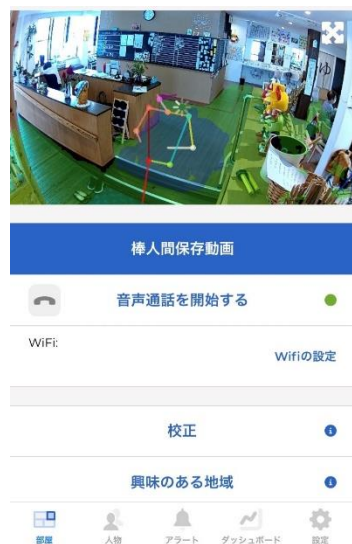 棒人間保存動画
音声通話を開始する
WiFi:
Wifiの設定
校正
興味のある地域
部屋
人物
アラート
ダッシュボード
設定